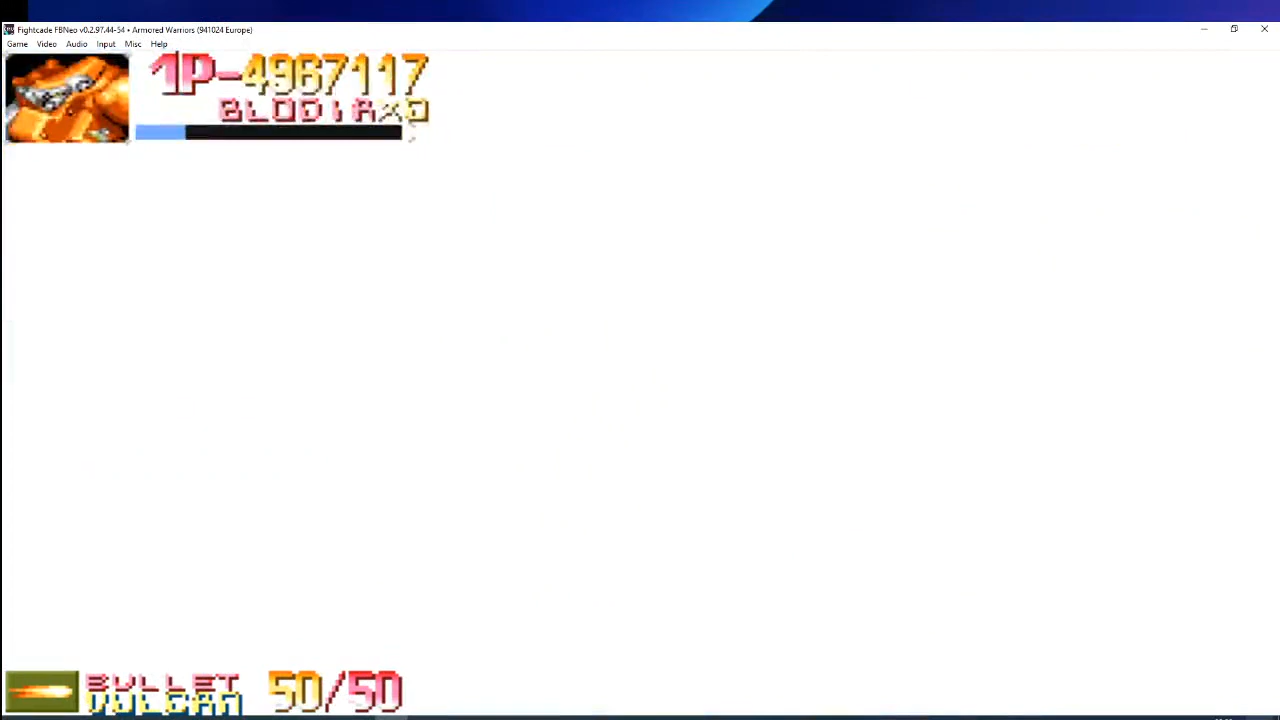 Fightcade FBNeo v0.2.97.44-54 • Armored Warriors (941024 Europe)
Game Video Audio Input Misc Help
1P-4967117
BLODIA×0
BULLET
VULCAN
50/50